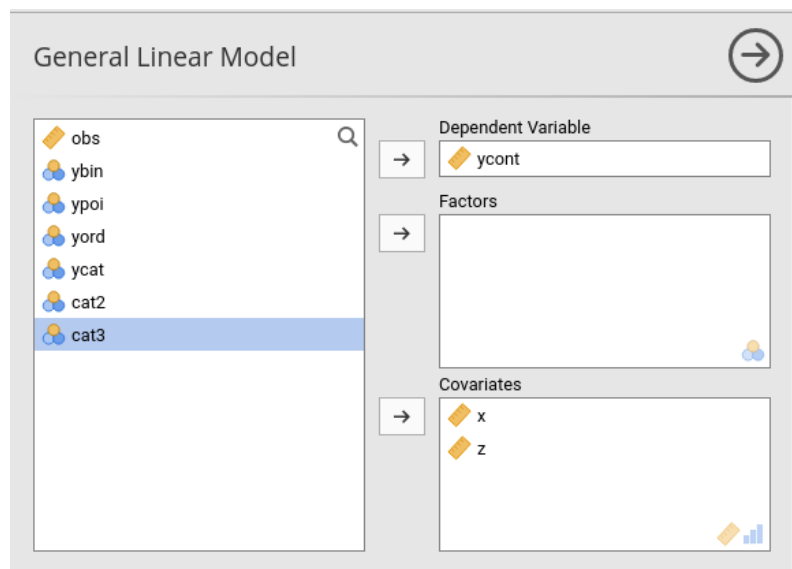 General Linear Model
obs
ybin
ypoi
yord
ycat
cat2
cat3
Dependent Variable
ycont
Factors
Covariates
x
z